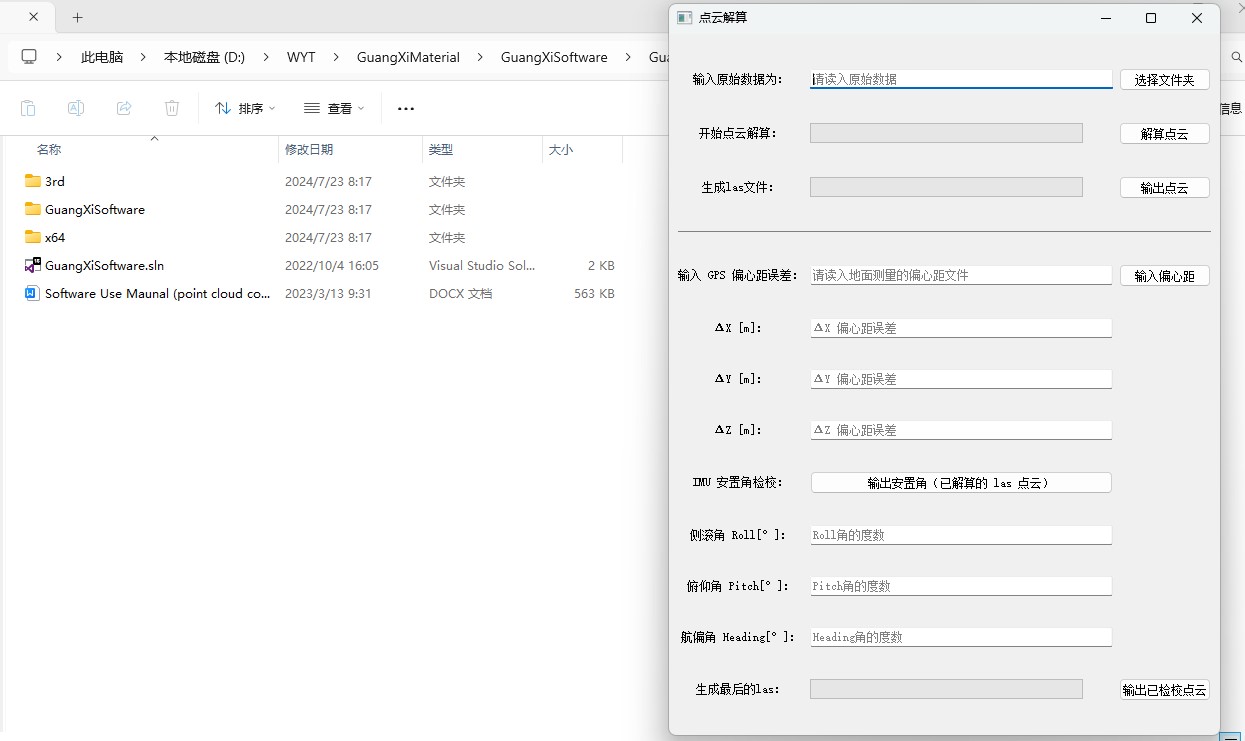 此电脑 本地磁盘 (D:) WYT GuangXiMaterial GuangXiSoftware Gua
排序 查看
名称 修改日期 类型 大小
3rd 2024/7/23 8:17 文件夹
GuangXiSoftware 2024/7/23 8:17 文件夹
x64 2024/7/23 8:17 文件夹
GuangXiSoftware.sln 2022/10/4 16:05 Visual Studio Sol... 2 KB
Software Use Maunal (point cloud co... 2023/3/13 9:31 DOCX 文档 563 KB
点云解算
输入原始数据为: 请读入原始数据 选择文件夹
开始点云解算: 解算点云
生成las文件: 输出点云
输入 GPS 偏心距误差: 请读入地面测量的偏心距文件 输入偏心距
ΔX [m]: ΔX 偏心距误差
ΔY [m]: ΔY 偏心距误差
ΔZ [m]: ΔZ 偏心距误差
IMU 安置角检校: 输出安置角（已解算的 las 点云）
侧滚角 Roll[° ]: Roll角的度数
俯仰角 Pitch[° ]: Pitch角的度数
航偏角 Heading[° ]: Heading角的度数
生成最后的las: 输出已检校点云
信息